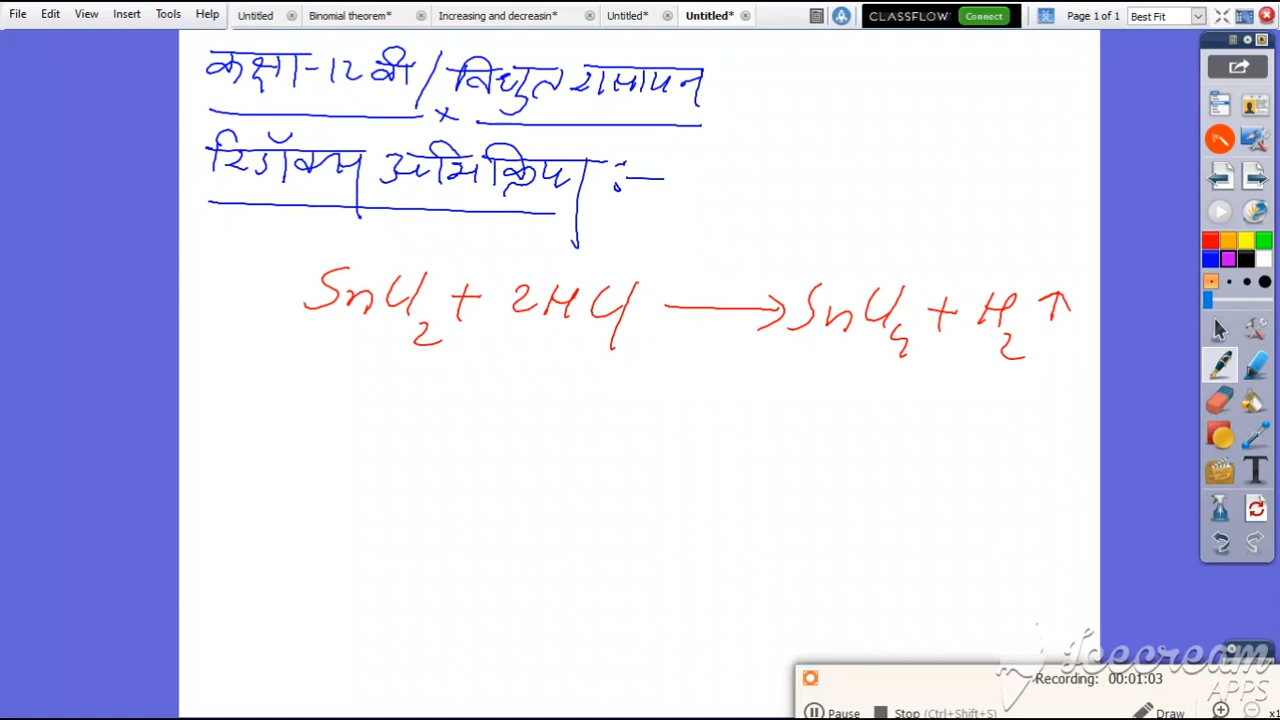 File Edit View Insert Tools Help Untitled Binomial theorem* Increasing and decreasin* Untitled* Untitled* CLASSFLOW Connect Page 1 of 1 Best Fit
कक्षा-12 वी / विधुत रासायन
×
रिडॉक्स अभिक्रिया :-
SnCl₂ + 2HCl ⟶ SnCl₄ + H₂ ↑
Icecream
APPS
Recording: 00:01:03
Pause Stop (Ctrl+Shift+S) Draw x1